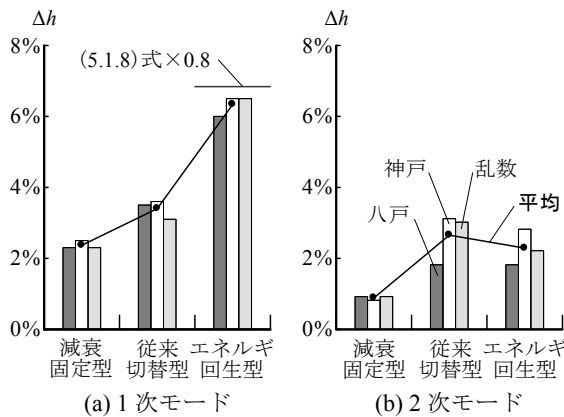 Δh
8%
6%
4%
2%
0%
(5.1.8)式×0.8
減衰
固定型
従来
切替型
エネルギ
回生型
(a) 1 次モード
Δh
8%
6%
4%
2%
0%
神戸
乱数
八戸
平均
減衰
固定型
従来
切替型
エネルギ
回生型
(b) 2 次モード